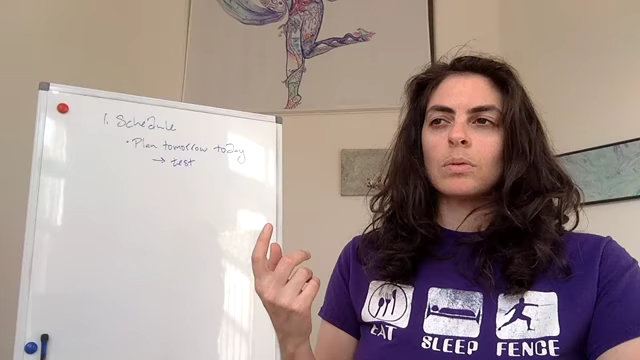 1. Schedule
• Plan tomorrow today
→ test
EAT SLEEP FENCE